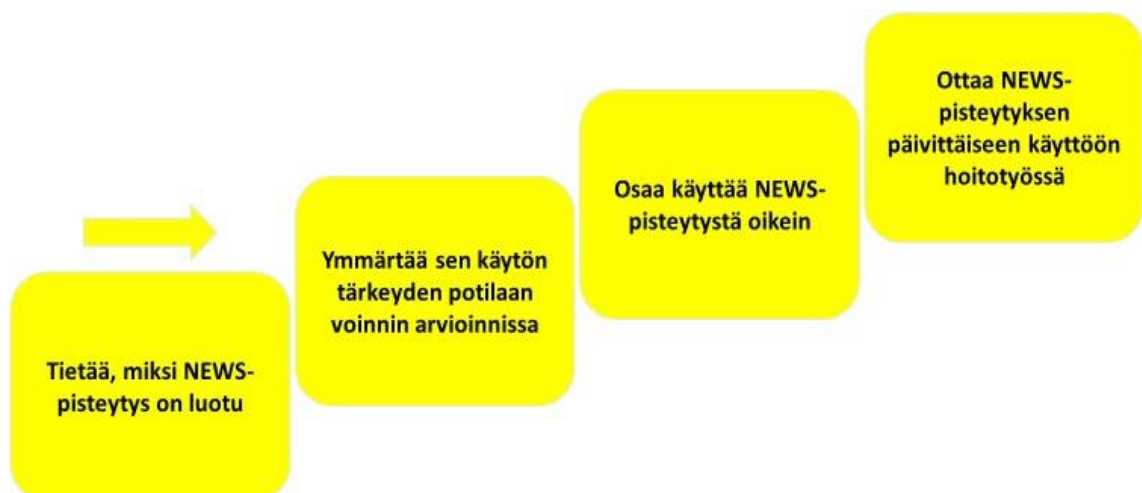 Tietää, miksi NEWS-
pisteytys on luotu
Ymmärtää sen käytön
tärkeyden potilaan
voinnin arvioinnissa
Osaa käyttää NEWS-
pisteytystä oikein
Ottaa NEWS-
pisteytyksen
päivittäiseen käyttöön
hoitotyössä